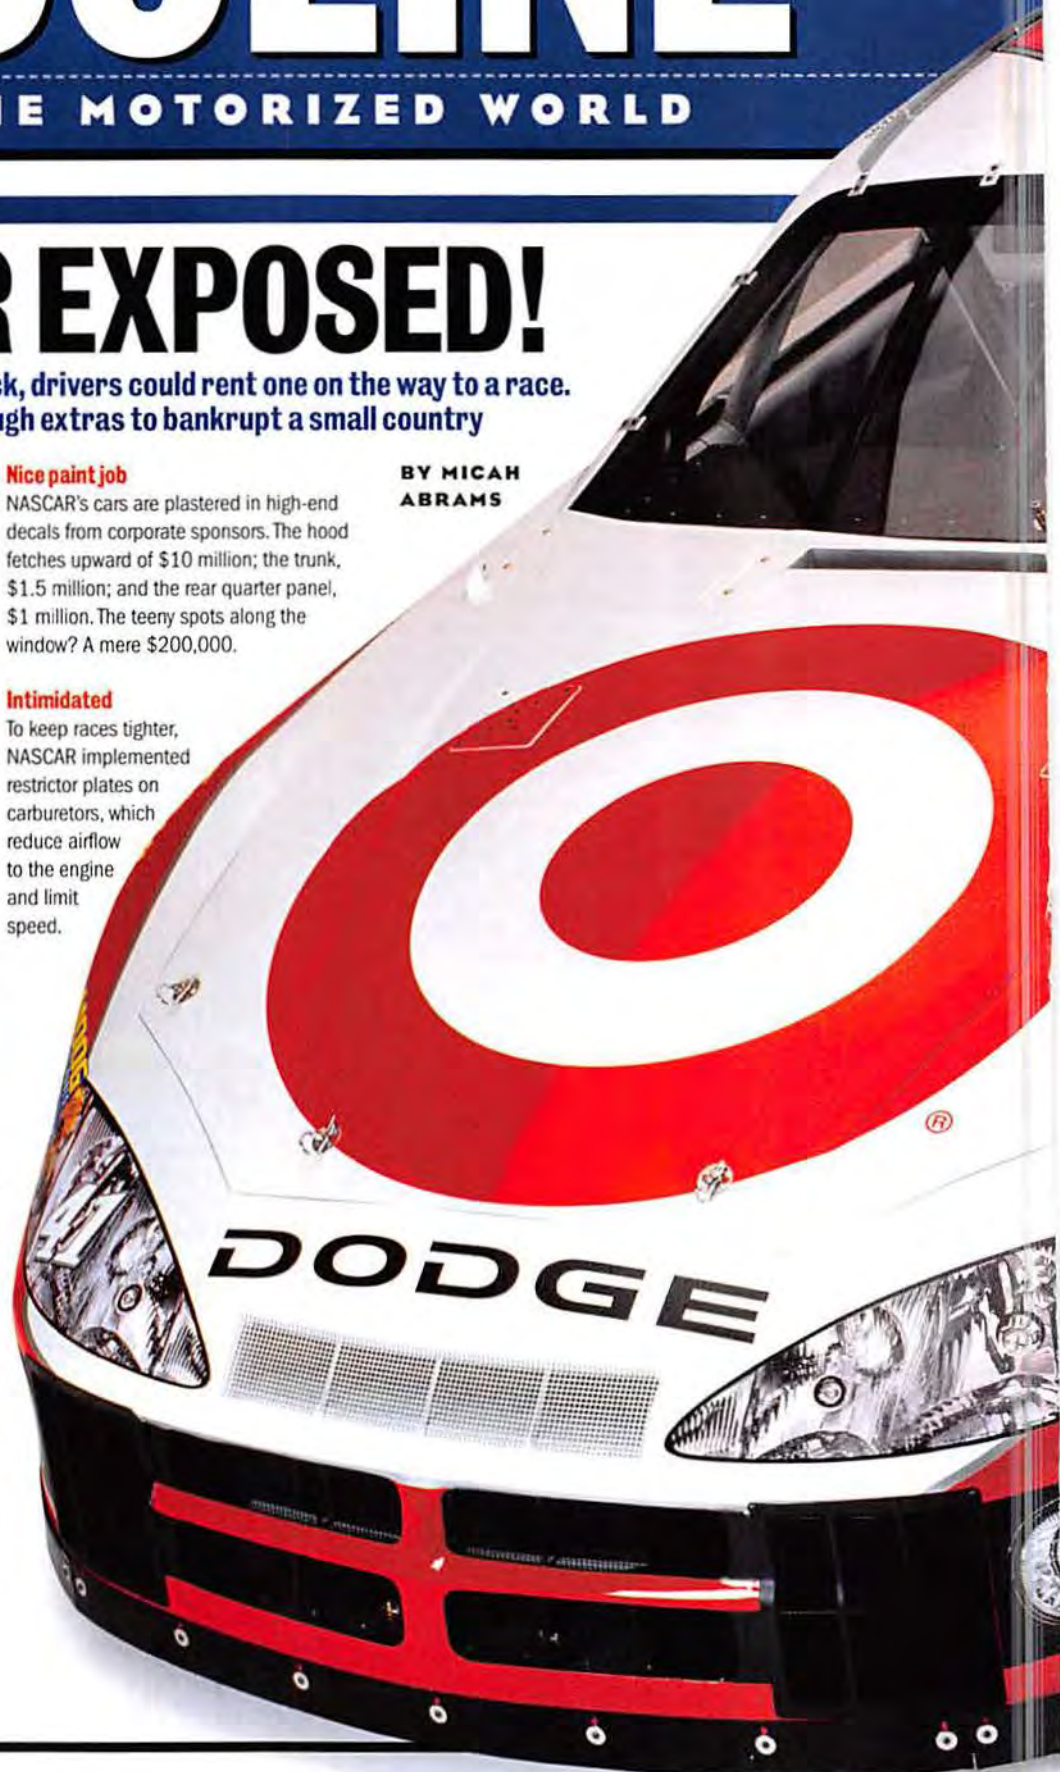 OLINE
E MOTORIZED WORLD
R EXPOSED!
ck, drivers could rent one on the way to a race.
ugh extras to bankrupt a small country
Nice paint job
NASCAR's cars are plastered in high-end
decals from corporate sponsors. The hood
fetches upward of $10 million; the trunk,
$1.5 million; and the rear quarter panel,
$1 million. The teeny spots along the
window? A mere $200,000.
BY MICAH
ABRAMS
Intimidated
To keep races tighter,
NASCAR implemented
restrictor plates on
carburetors, which
reduce airflow
to the engine
and limit
speed.
®
41
DODGE